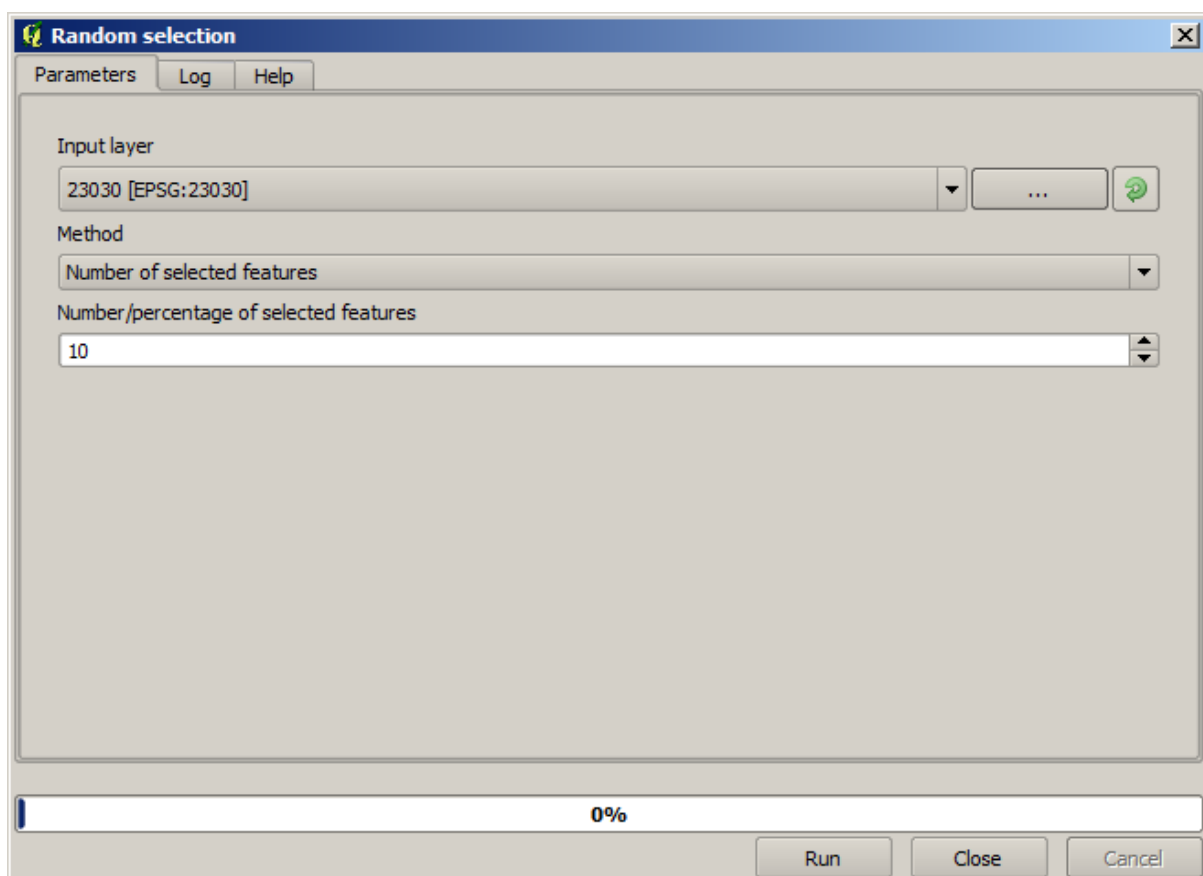 Random selection
Parameters Log Help
Input layer
23030 [EPSG:23030] ...
Method
Number of selected features
Number/percentage of selected features
10
0%
Run Close Cancel